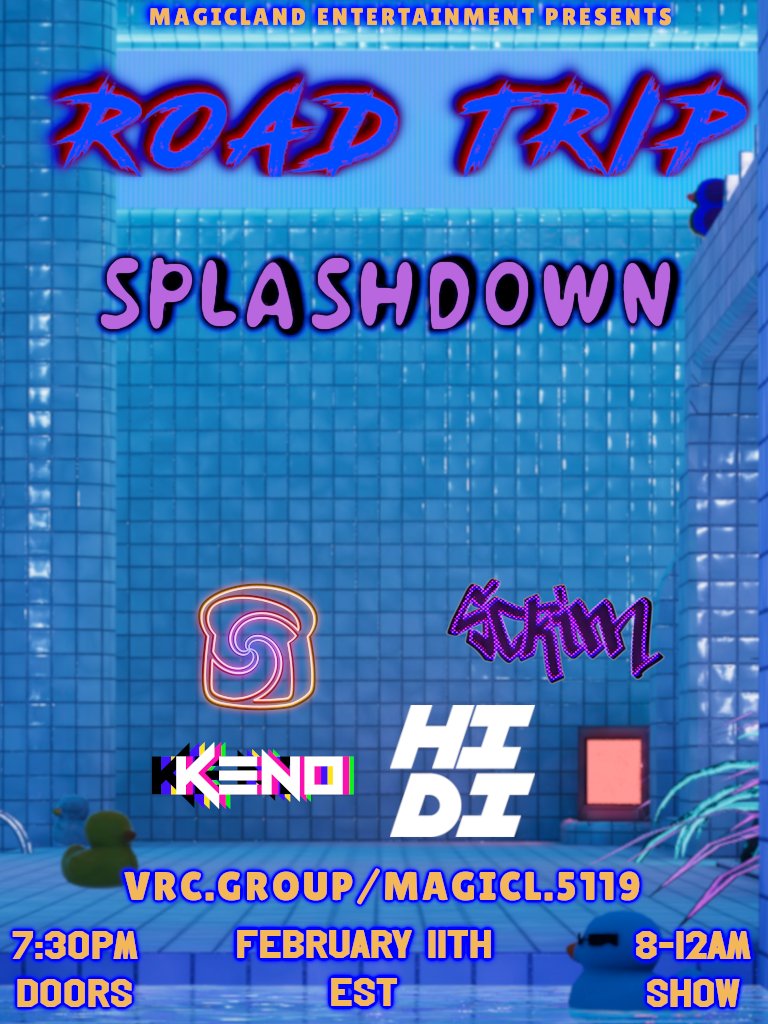 MAGICLAND ENTERTAINMENT PRESENTS
ROAD TRIP
SPLASHDOWN
SCRIM
KENO
HI
DI
VRC.GROUP/MAGICL.5119
7:30PM
DOORS
FEBRUARY 11TH
EST
8-12AM
SHOW